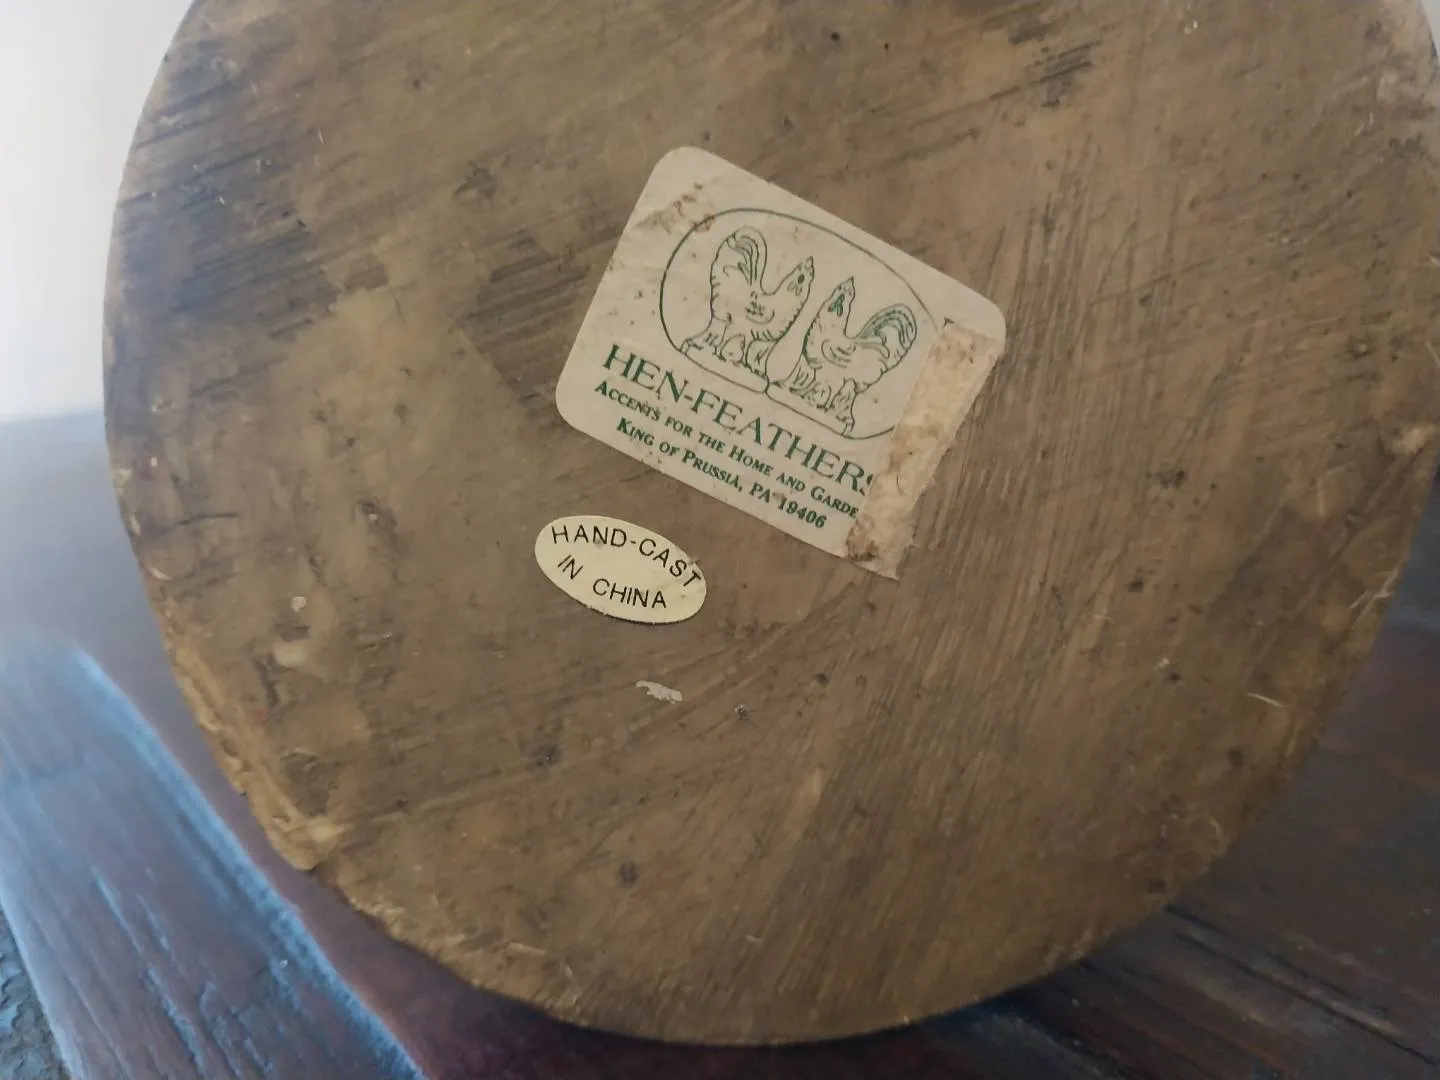 HEN-FEATHERS
ACCENTS FOR THE HOME AND GARDE
KING OF PRUSSIA, PA 19406
HAND-CAST
IN CHINA